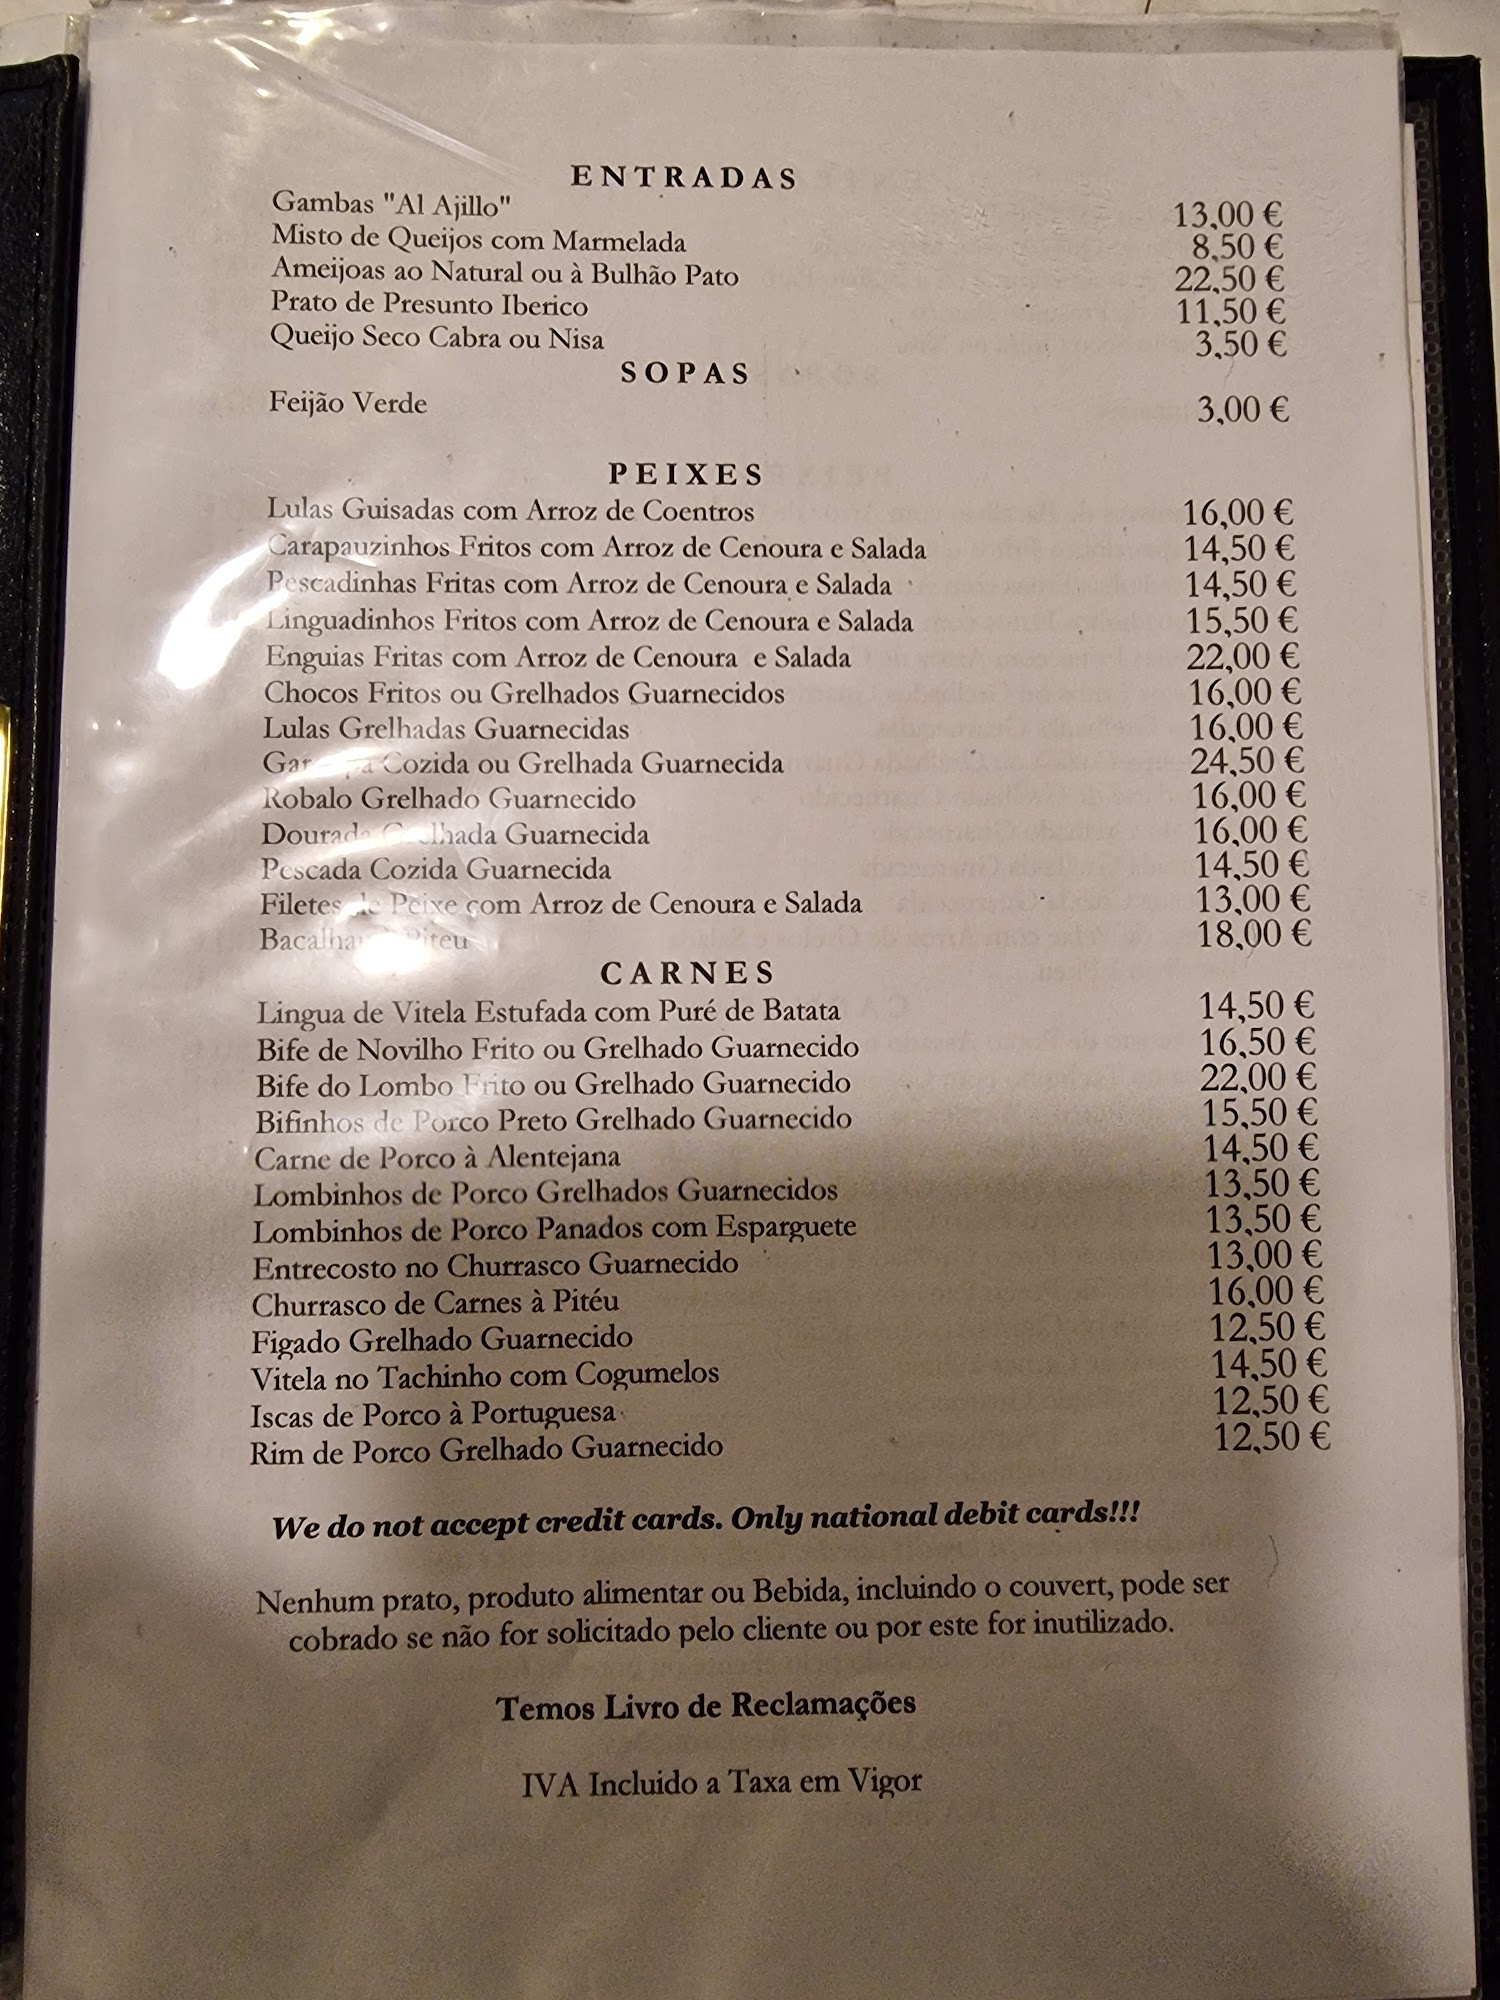 ENTRADAS
Gambas "Al Ajillo" 13,00 €
Misto de Queijos com Marmelada 8,50 €
Ameijoas ao Natural ou à Bulhão Pato 22,50 €
Prato de Presunto Iberico 11,50 €
Queijo Seco Cabra ou Nisa 3,50 €
SOPAS
Feijão Verde 3,00 €
PEIXES
Lulas Guisadas com Arroz de Coentros 16,00 €
Carapauzinhos Fritos com Arroz de Cenoura e Salada 14,50 €
Pescadinhas Fritas com Arroz de Cenoura e Salada 14,50 €
Linguadinhos Fritos com Arroz de Cenoura e Salada 15,50 €
Enguias Fritas com Arroz de Cenoura e Salada 22,00 €
Chocos Fritos ou Grelhados Guarnecidos 16,00 €
Lulas Grelhadas Guarnecidas 16,00 €
Cozida ou Grelhada Guarnecida 24,50 €
Robalo Grelhado Guarnecido 16,00 €
Dourada Grelhada Guarnecida 16,00 €
Pescada Cozida Guarnecida 14,50 €
Filetes de Peixe com Arroz de Cenoura e Salada 13,00 €
Bacalhau à Piteu 18,00 €
CARNES
Lingua de Vitela Estufada com Puré de Batata 14,50 €
Bife de Novilho Frito ou Grelhado Guarnecido 16,50 €
Bife do Lombo Frito ou Grelhado Guarnecido 22,00 €
Bifinhos de Porco Preto Grelhado Guarnecido 15,50 €
Carne de Porco à Alentejana 14,50 €
Lombinhos de Porco Grelhados Guarnecidos 13,50 €
Lombinhos de Porco Panados com Esparguete 13,50 €
Entrecosto no Churrasco Guarnecido 13,00 €
Churrasco de Carnes à Pitéu 16,00 €
Figado Grelhado Guarnecido 12,50 €
Vitela no Tachinho com Cogumelos 14,50 €
Iscas de Porco à Portuguesa 12,50 €
Rim de Porco Grelhado Guarnecido 12,50 €
We do not accept credit cards. Only national debit cards!!!
Nenhum prato, produto alimentar ou Bebida, incluindo o couvert, pode ser
cobrado se não for solicitado pelo cliente ou por este for inutilizado.
Temos Livro de Reclamações
IVA Incluido a Taxa em Vigor